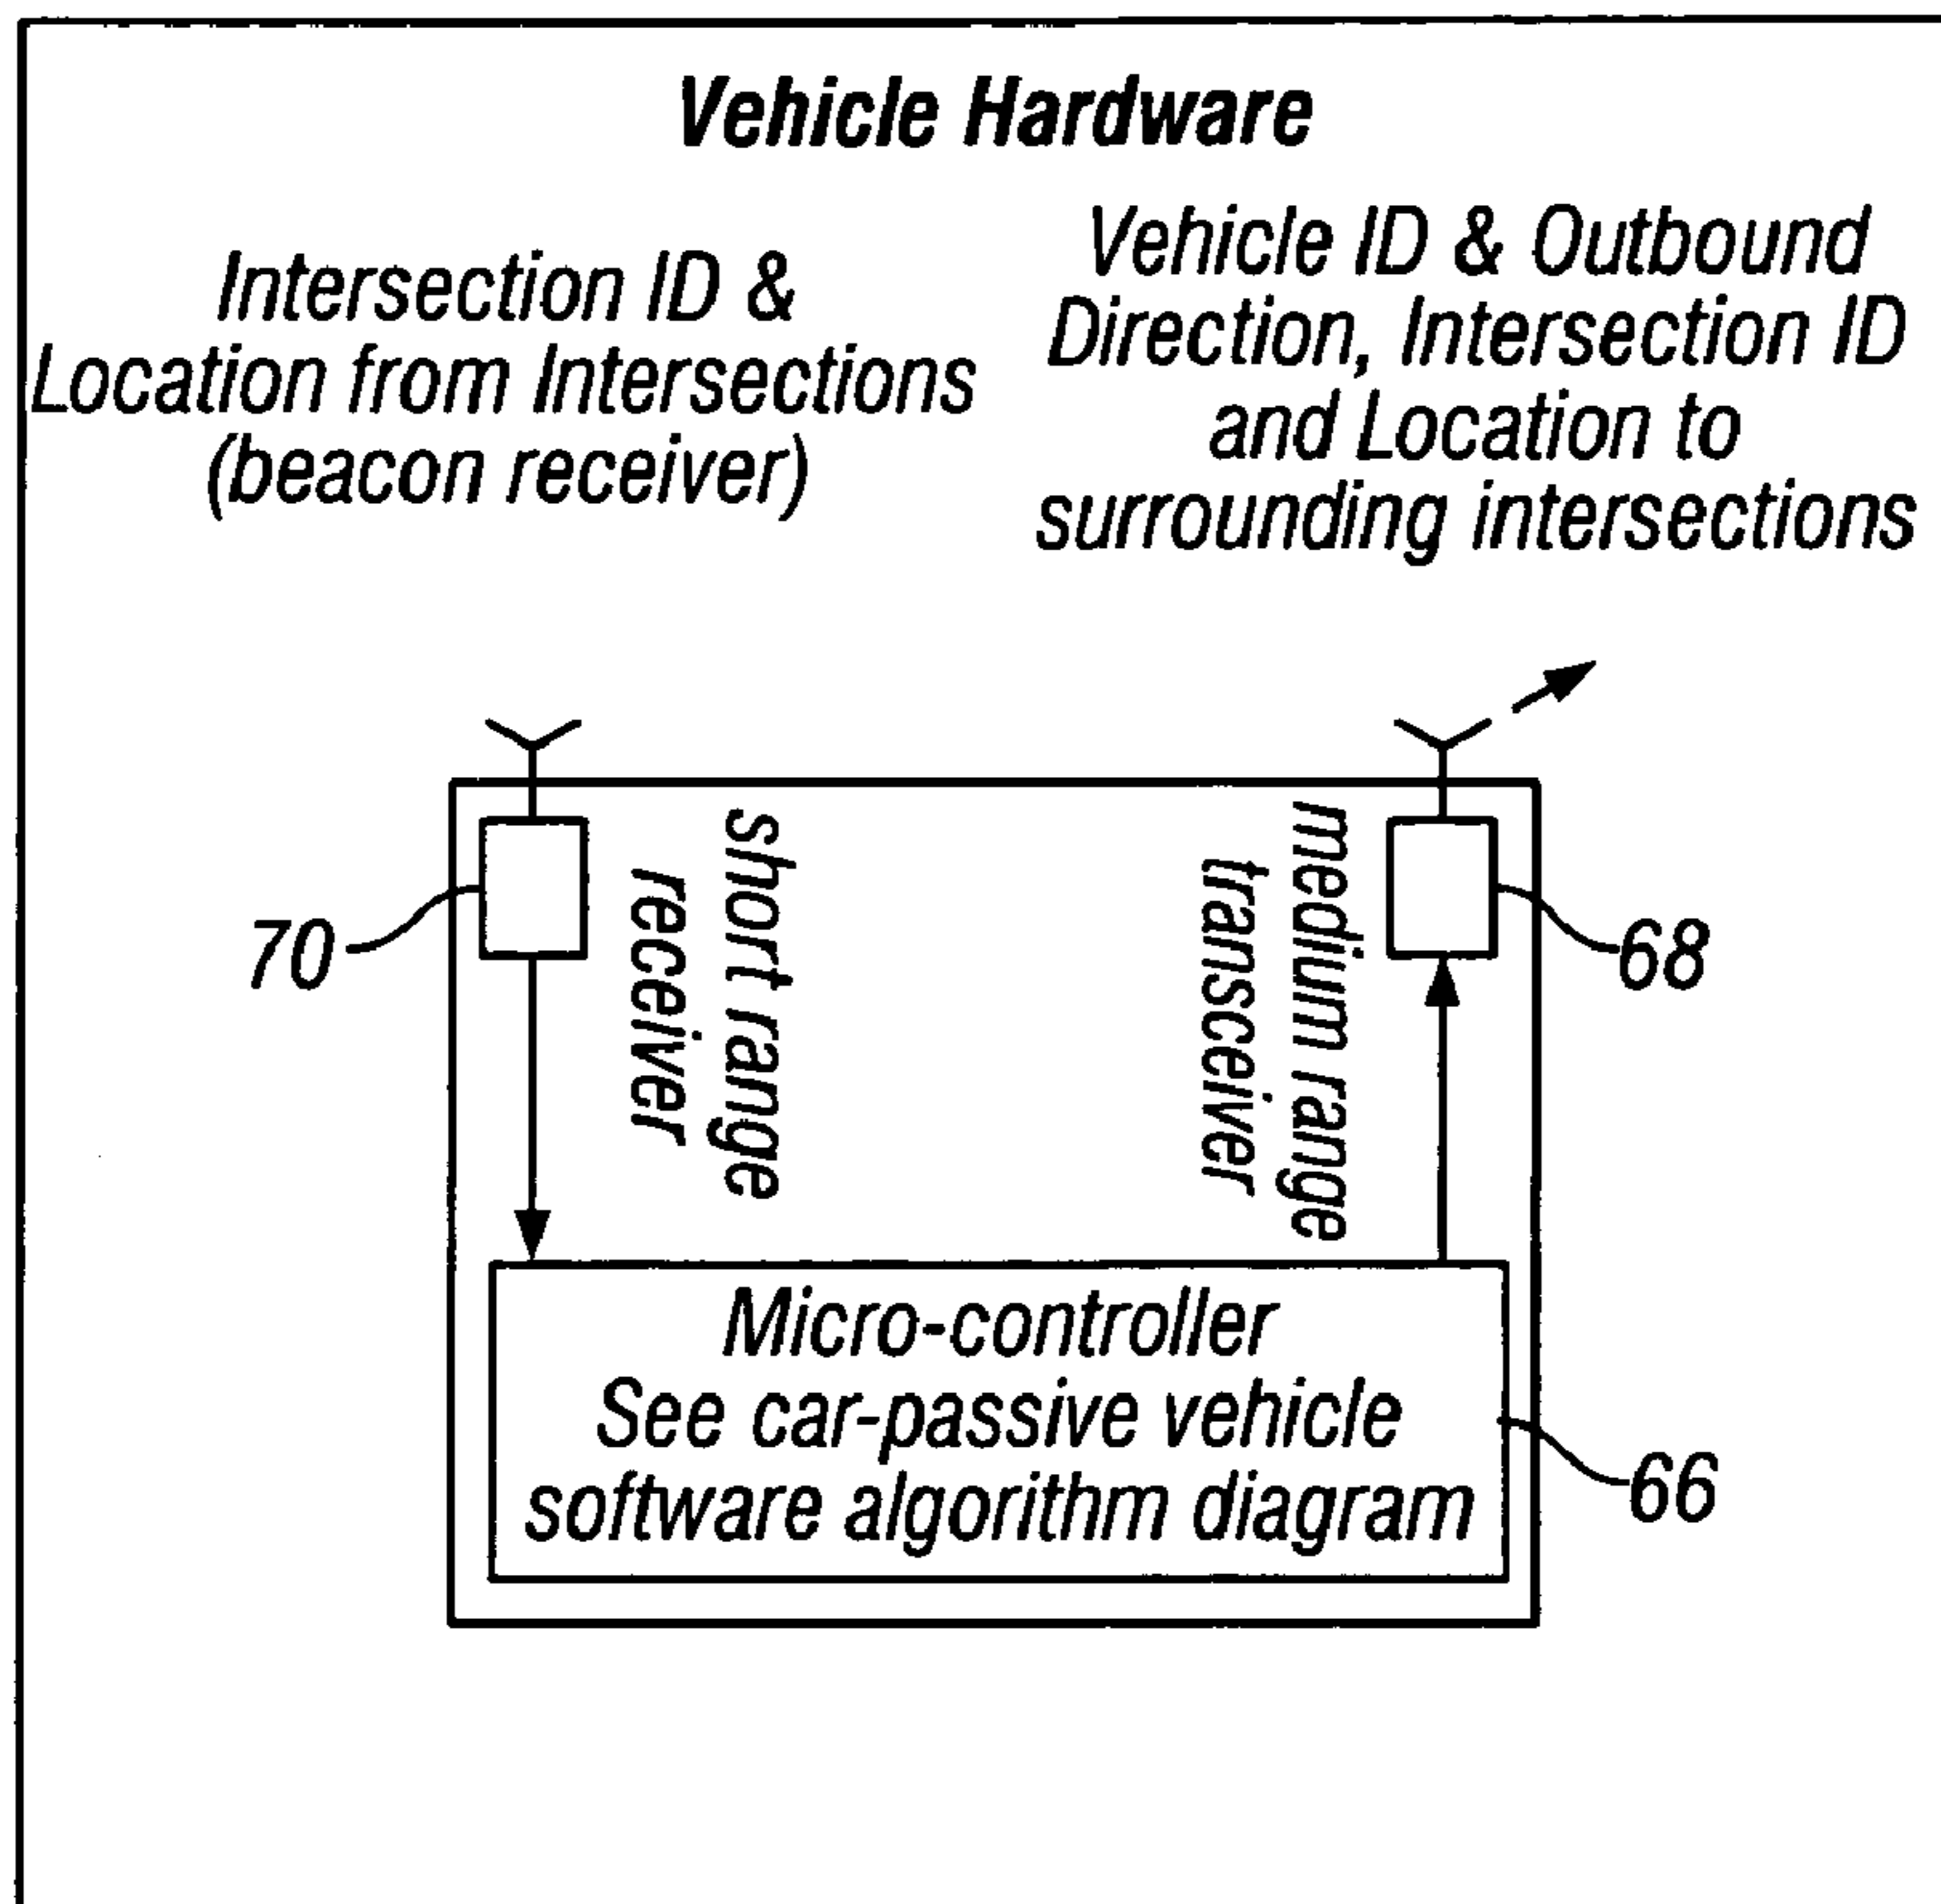 Vehicle Hardware
Intersection ID &
Location from Intersections
(beacon receiver)
Vehicle ID & Outbound
Direction, Intersection ID
and Location to
surrounding intersections
70
short range
receiver
medium range
transceiver
68
Micro-controller
See car-passive vehicle
software algorithm diagram
66